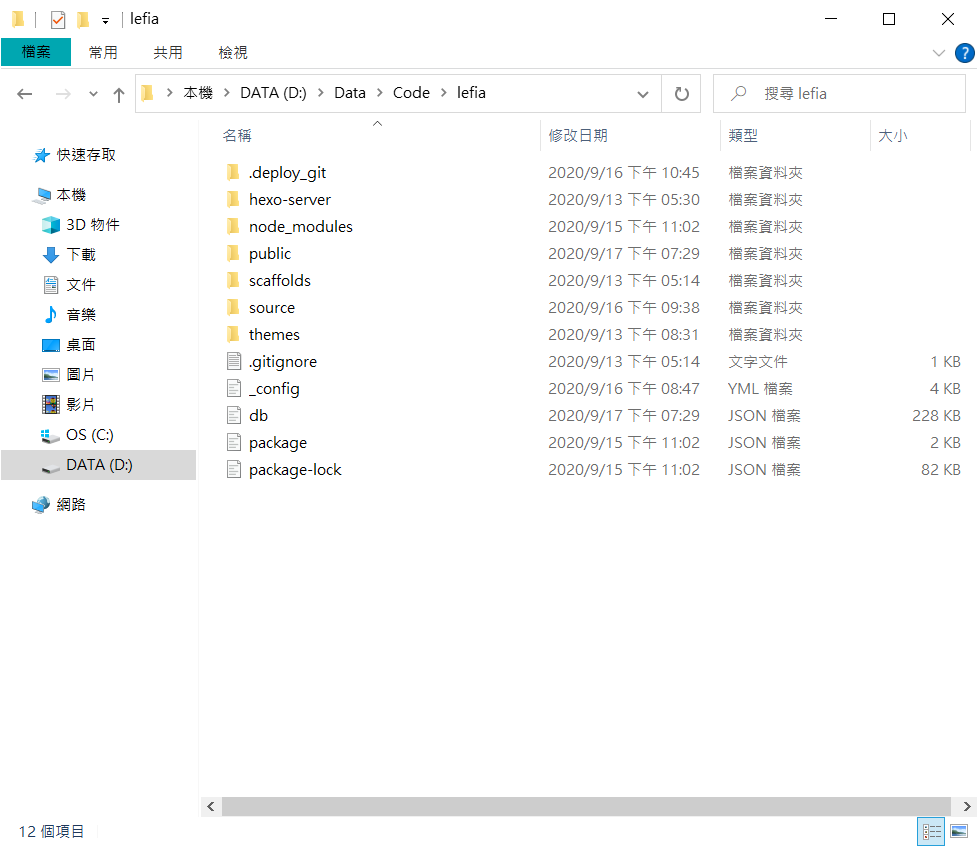 lefia
檔案 常用 共用 檢視
本機 DATA (D:) Data Code lefia 搜尋 lefia
名稱 修改日期 類型 大小
快速存取
本機
3D 物件
下載
文件
音樂
桌面
圖片
影片
OS (C:)
DATA (D:)
網路
.deploy_git 2020/9/16 下午 10:45 檔案資料夾
hexo-server 2020/9/13 下午 05:30 檔案資料夾
node_modules 2020/9/15 下午 11:02 檔案資料夾
public 2020/9/17 下午 07:29 檔案資料夾
scaffolds 2020/9/13 下午 05:14 檔案資料夾
source 2020/9/16 下午 09:38 檔案資料夾
themes 2020/9/13 下午 08:31 檔案資料夾
.gitignore 2020/9/13 下午 05:14 文字文件 1 KB
_config 2020/9/16 下午 08:47 YML 檔案 4 KB
db 2020/9/17 下午 07:29 JSON 檔案 228 KB
package 2020/9/15 下午 11:02 JSON 檔案 2 KB
package-lock 2020/9/15 下午 11:02 JSON 檔案 82 KB
12 個項目